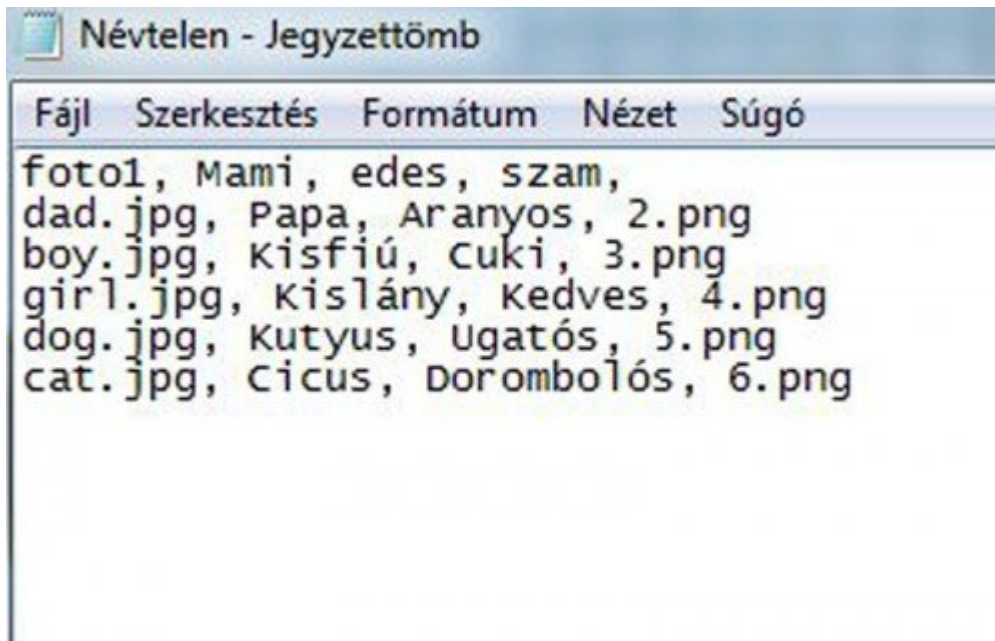 Névtelen - Jegyzettömb
Fájl Szerkesztés Formátum Nézet Súgó
foto1, Mami, edes, szam,
dad.jpg, Papa, Aranyos, 2.png
boy.jpg, Kisfiú, Cuki, 3.png
girl.jpg, Kislány, Kedves, 4.png
dog.jpg, Kutyus, Ugatós, 5.png
cat.jpg, Cicus, Dorombolós, 6.png